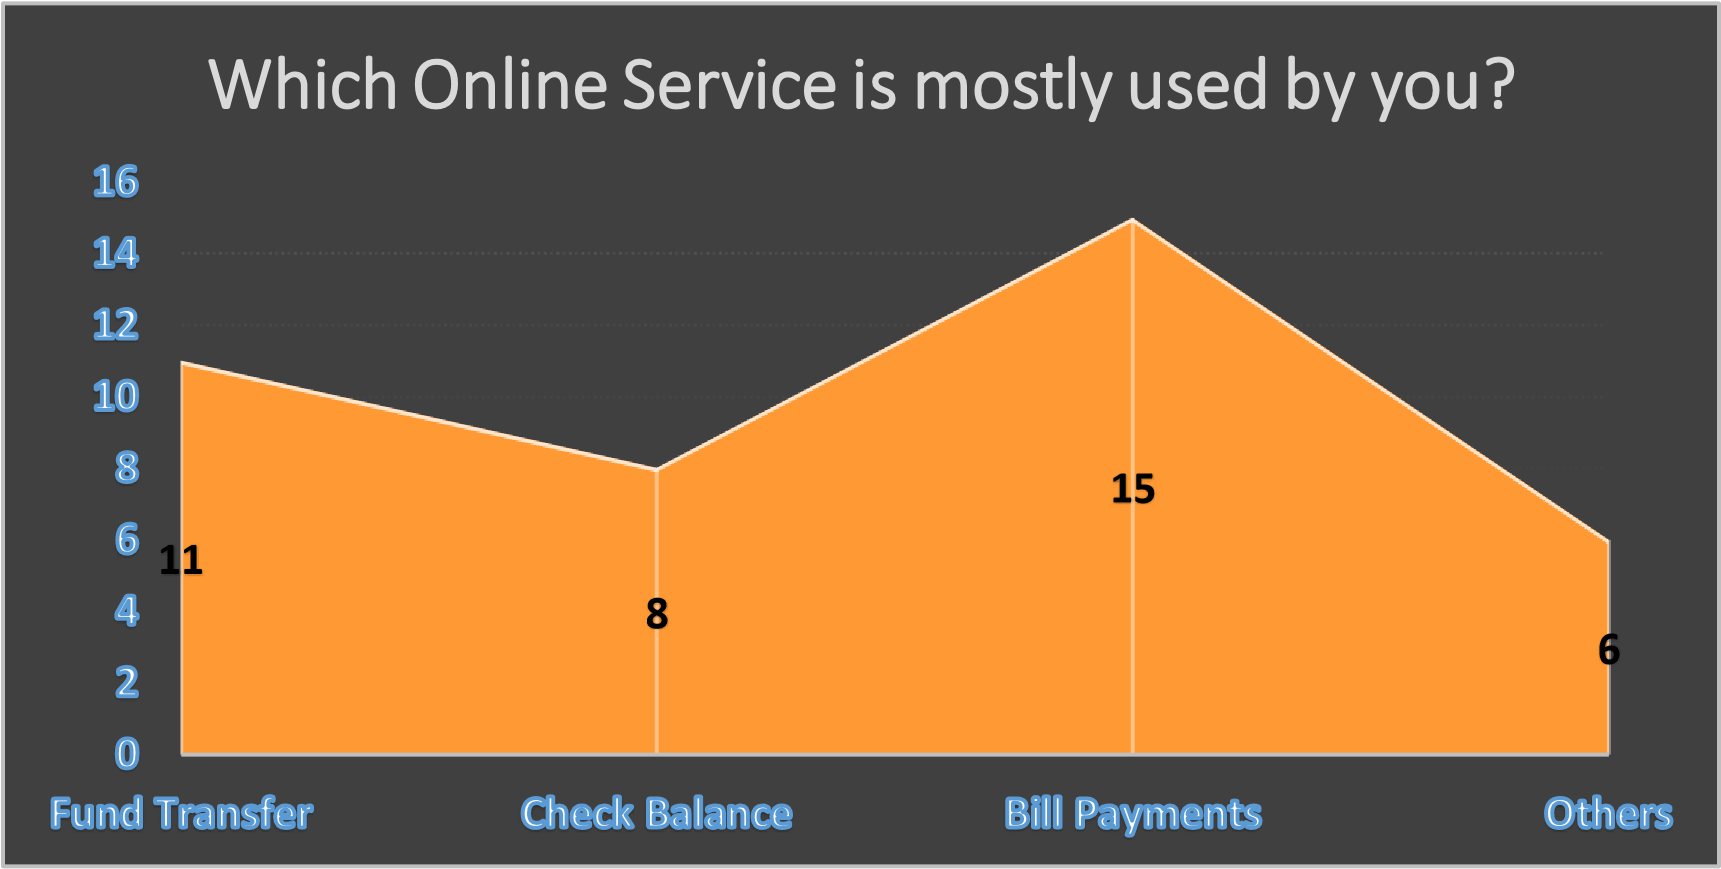 Which Online Service is mostly used by you?
16
14
12
10
8
6
4
2
0
11
8
15
6
Fund Transfer
Check Balance
Bill Payments
Others